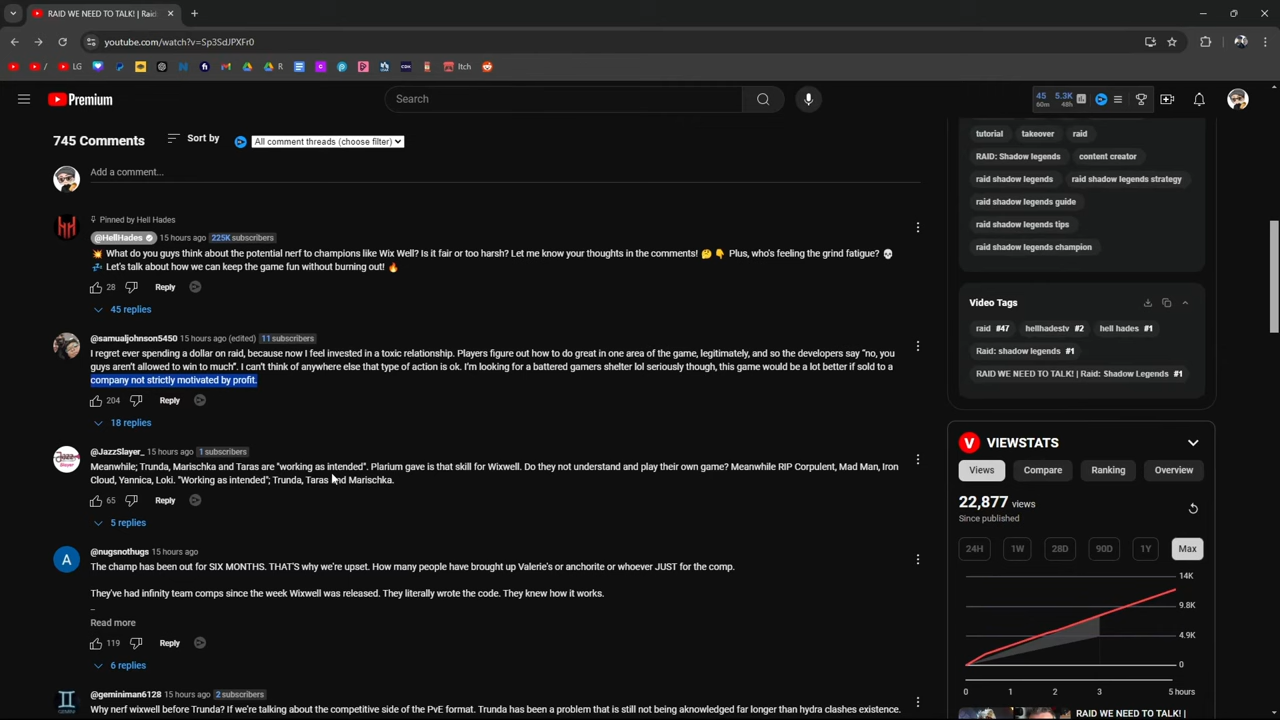 RAID WE NEED TO TALK! | Raid:
youtube.com/watch?v=Sp3SdJPXFr0
/
LG
R
Itch
Premium
Search
45
60m
5.3K
48h
745 Comments
Sort by
All comment threads (choose filter)
Add a comment...
Pinned by Hell Hades
@HellHades 15 hours ago 225K subscribers
💥 What do you guys think about the potential nerf to champions like Wix Well? Is it fair or too harsh? Let me know your thoughts in the comments! 🤔 👇 Plus, who's feeling the grind fatigue? 💀
💤 Let's talk about how we can keep the game fun without burning out! 🔥
28 Reply
45 replies
@samualjohnson5450 15 hours ago (edited) 11 subscribers
I regret ever spending a dollar on raid, because now I feel invested in a toxic relationship. Players figure out how to do great in one area of the game, legitimately, and so the developers say "no, you
guys aren't allowed to win to much". I can't think of anywhere else that type of action is ok. I'm looking for a battered gamers shelter lol seriously though, this game would be a lot better if sold to a
company not strictly motivated by profit.
204 Reply
18 replies
@JazzSlayer_ 15 hours ago 1 subscribers
Meanwhile; Trunda, Marischka and Taras are "working as intended". Plarium gave is that skill for Wixwell. Do they not understand and play their own game? Meanwhile RIP Corpulent, Mad Man, Iron
Cloud, Yannica, Loki. "Working as intended"; Trunda, Taras and Marischka.
65 Reply
5 replies
A
@nugsnothugs 15 hours ago
The champ has been out for SIX MONTHS. THAT'S why we're upset. How many people have brought up Valerie's or anchorite or whoever JUST for the comp.
They've had infinity team comps since the week Wixwell was released. They literally wrote the code. They knew how it works.
–
Read more
119 Reply
6 replies
@geminiman6128 15 hours ago 2 subscribers
Why nerf wixwell before Trunda? If we're talking about the competitive side of the PvE format. Trunda has been a problem that is still not being aknowledged far longer than hydra clashes existence.
tutorial takeover raid
RAID: Shadow legends content creator
raid shadow legends raid shadow legends strategy
raid shadow legends guide
raid shadow legends tips
raid shadow legends champion
Video Tags
raid #47 hellhadestv #2 hell hades #1
Raid: shadow legends #1
RAID WE NEED TO TALK! | Raid: Shadow Legends #1
V VIEWSTATS
Views Compare Ranking Overview
22,877 views
Since published
24H 1W 28D 90D 1Y Max
14K
9.8K
4.9K
0
0 1 2 3 5 hours
RAID WE NEED TO TALK! |